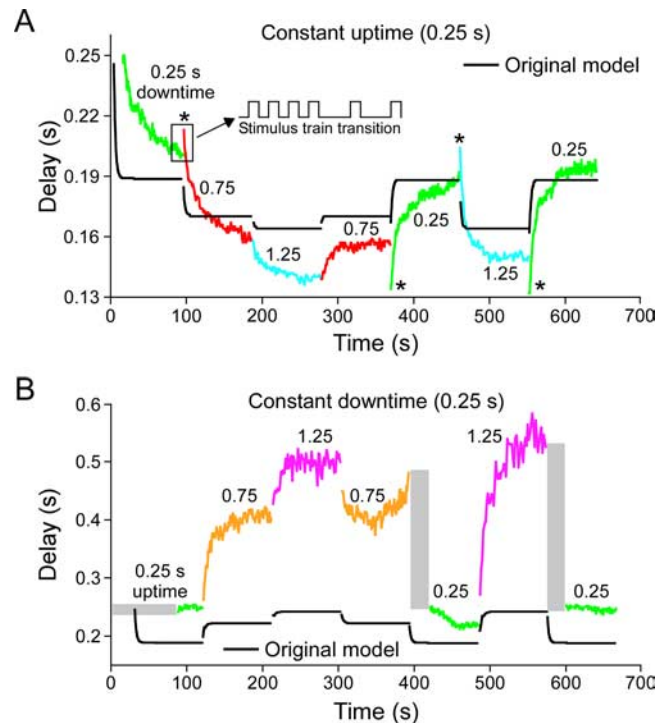 A
Constant uptime (0.25 s)
Original model
0.25 s
downtime
*
Stimulus train transition
0.75
1.25
0.75
0.25
*
*
1.25
0.25
*
Delay (s)
0.25
0.22
0.19
0.16
0.13
0 100 200 300 400 500 600 700
Time (s)
B
Constant downtime (0.25 s)
0.25 s
uptime
0.75
1.25
0.75
0.25
1.25
0.25
Original model
Delay (s)
0.6
0.5
0.4
0.3
0.2
0 100 200 300 400 500 600 700
Time (s)